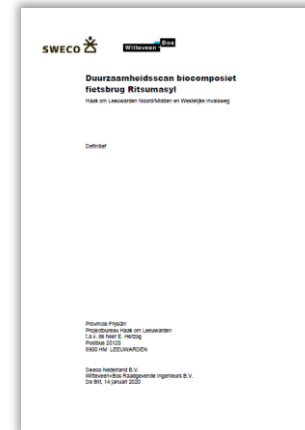 SWECO
Witteveen + Bos
Duurzaamheidsscan biocomposiet
fietsbrug Ritsumasyl
Haak om Leeuwarden Noord/Midden en Westelijke Invalsweg
Definitief
Provincie Fryslân
Projectbureau Haak om Leeuwarden
t.a.v. de heer E. Herzog
Postbus 20120
8900 HM LEEUWARDEN
Sweco Nederland B.V.
Witteveen+Bos Raadgevende Ingenieurs B.V.
De Bilt, 14 januari 2020